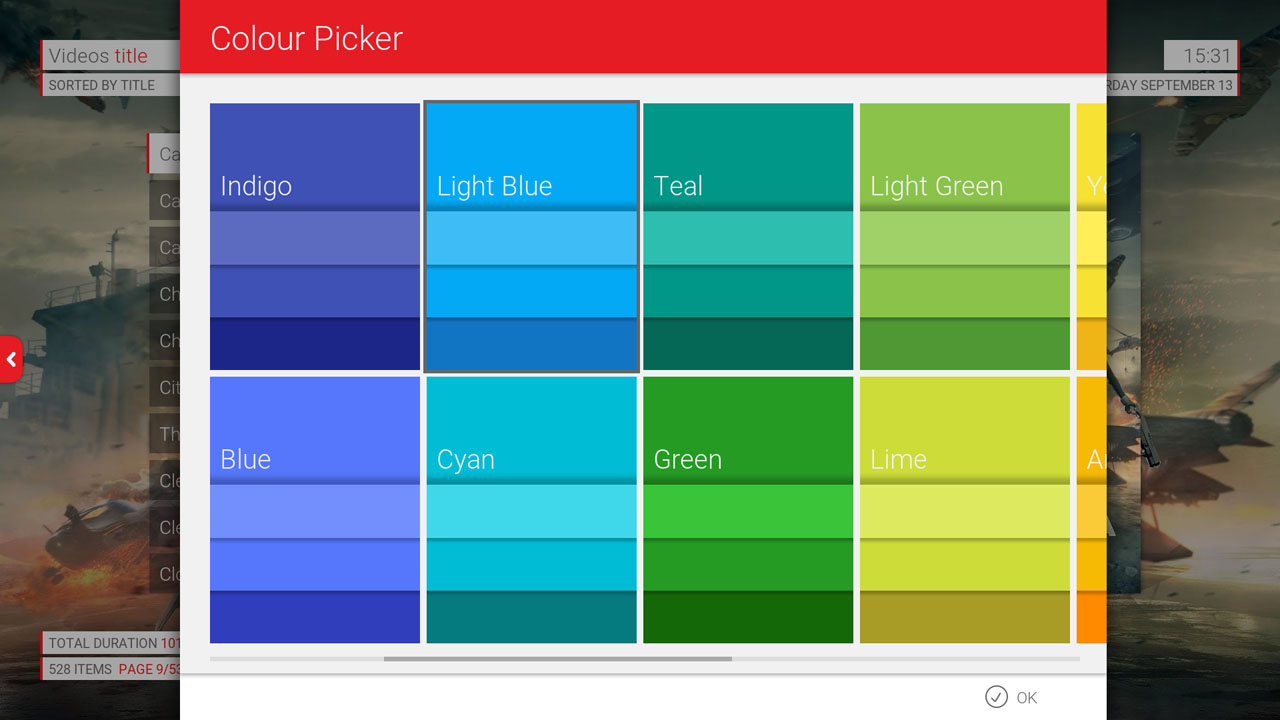 Colour Picker
Videos title
15:31
SORTED BY TITLE
RDAY SEPTEMBER 13
Ca
Ca
Ca
Ch
Ch
Cit
Th
Cle
Cle
Clo
Indigo
Light Blue
Teal
Light Green
Ye
Blue
Cyan
Green
Lime
A
TOTAL DURATION 101
528 ITEMS PAGE 9/53
OK